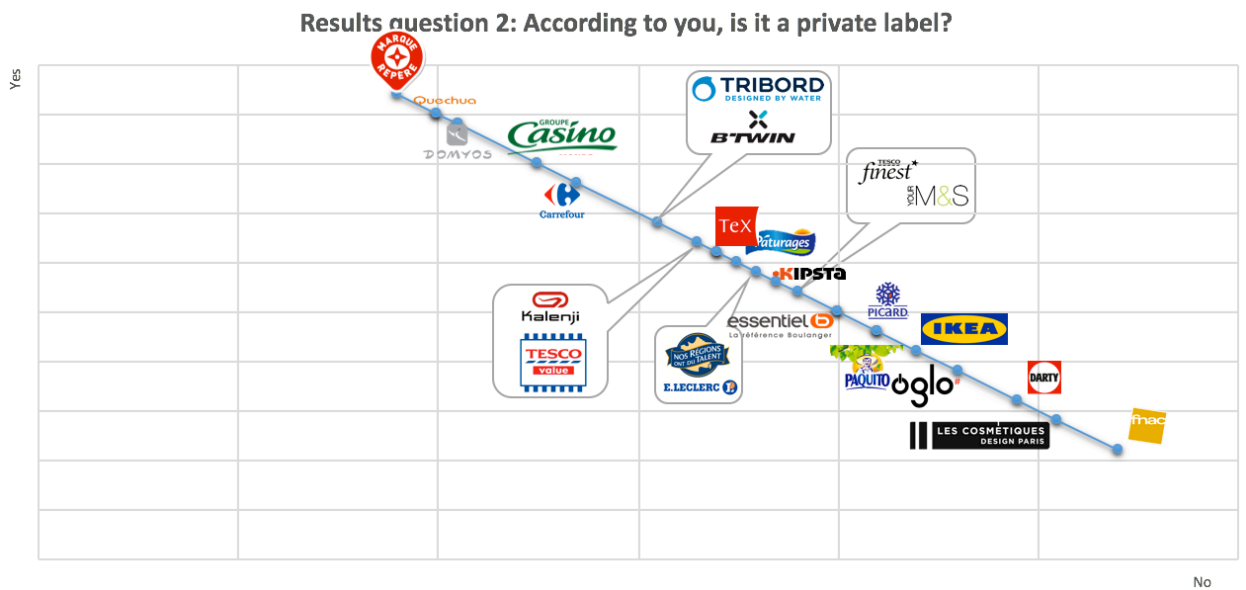 Results question 2: According to you, is it a private label?
Yes
MARQUE
REPERE
Quechua
DOMYOS
GROUPE
Casino
Carrefour
TRIBORD
DESIGNED BY WATER
B'TWIN
TESCO
finest*
YOUR
M&S
TeX
Pâturages
KIPSTA
Kalenji
TESCO
value
NOS RÉGIONS
ONT DU TALENT
E.LECLERC L
essentiel b
La référence Boulanger
PICARD
IKEA
PAQUITO
òglo
DARTY
LES COSMÉTIQUES
DESIGN PARIS
fnac
No